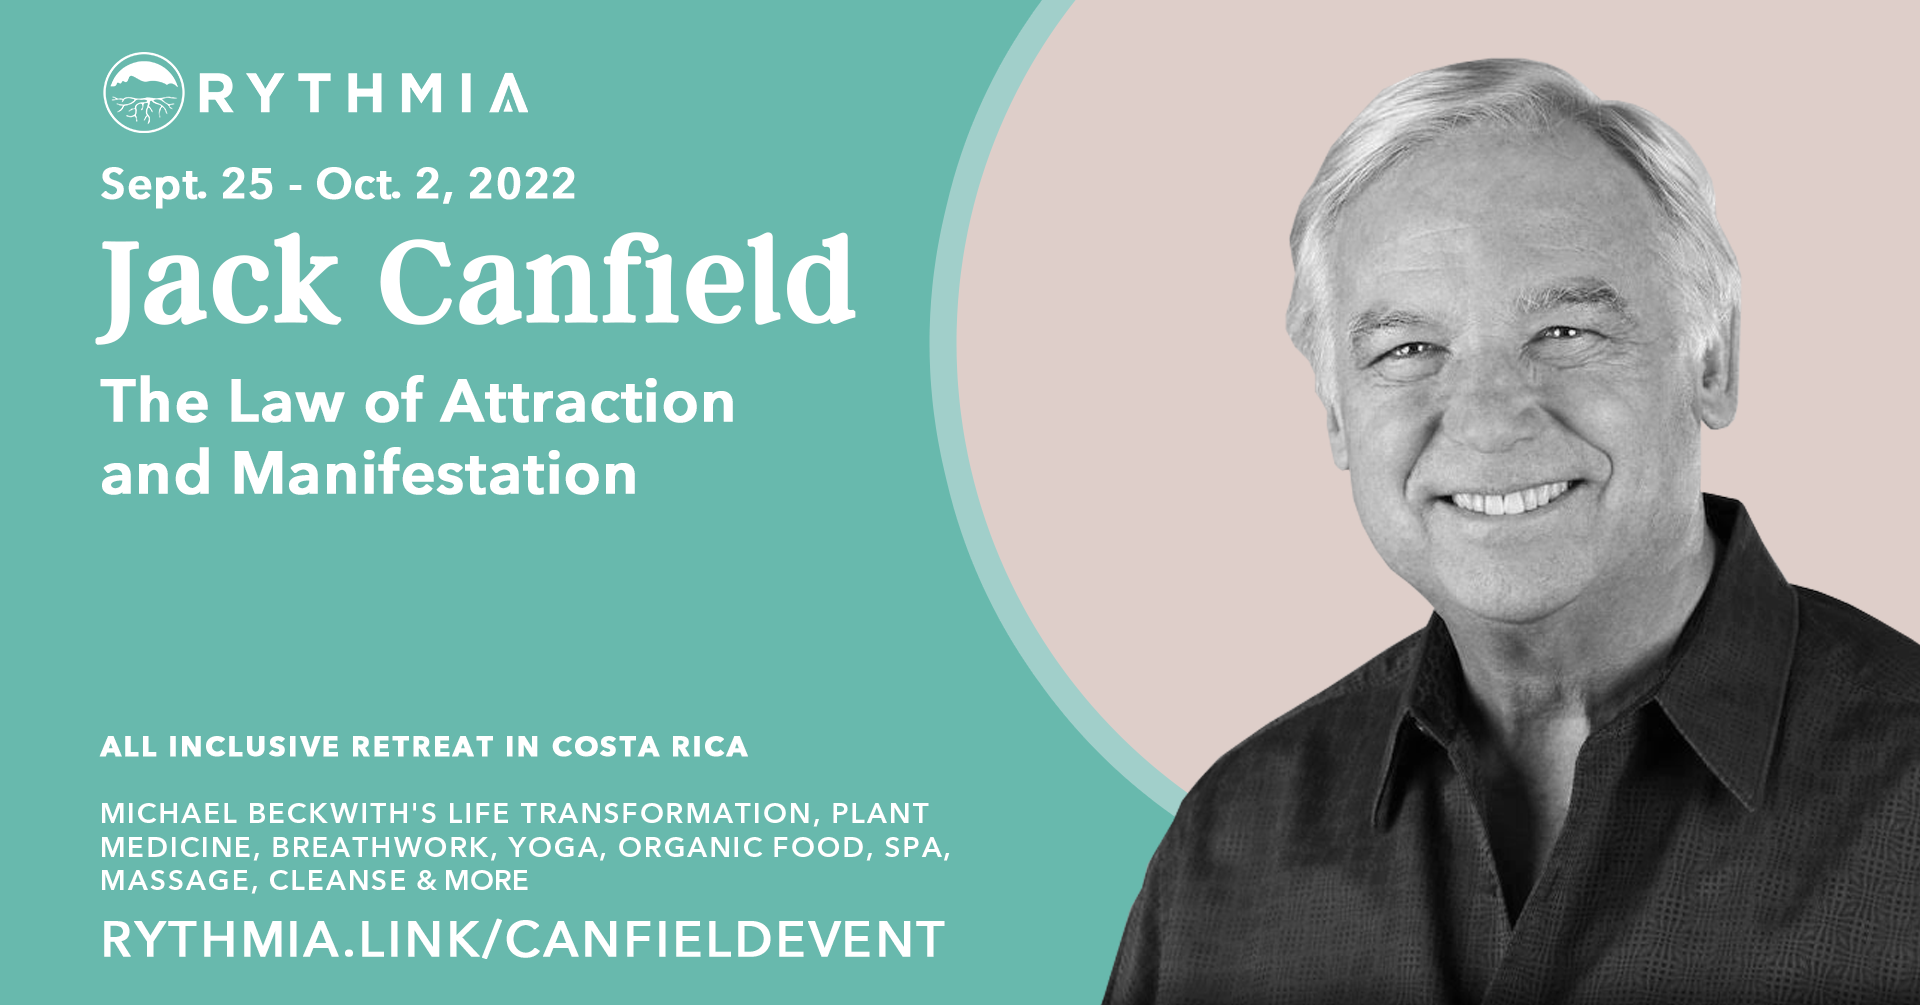 RYTHMIA
Sept. 25 - Oct. 2, 2022
Jack Canfield
The Law of Attraction
and Manifestation
ALL INCLUSIVE RETREAT IN COSTA RICA
MICHAEL BECKWITH'S LIFE TRANSFORMATION, PLANT
MEDICINE, BREATHWORK, YOGA, ORGANIC FOOD, SPA,
MASSAGE, CLEANSE & MORE
RYTHMIA.LINK/CANFIELDEVENT